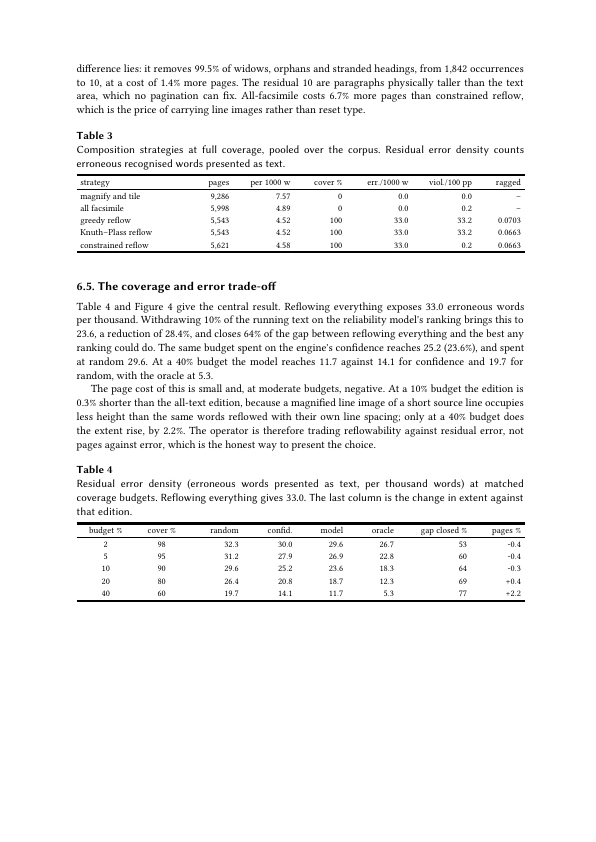 difference lies: it removes 99.5% of widows, orphans and stranded headings, from 1,842 occurrences
to 10, at a cost of 1.4% more pages. The residual 10 are paragraphs physically taller than the text
area, which no pagination can fix. All-facsimile costs 6.7% more pages than constrained reflow,
which is the price of carrying line images rather than reset type.
Table 3
Composition strategies at full coverage, pooled over the corpus. Residual error density counts
erroneous recognised words presented as text.
strategy pages per 1000 w cover % err./1000 w viol./100 pp ragged
magnify and tile 9,286 7.57 0 0.0 0.0 –
all facsimile 5,998 4.89 0 0.0 0.2 –
greedy reflow 5,543 4.52 100 33.0 33.2 0.0703
Knuth–Plass reflow 5,543 4.52 100 33.0 33.2 0.0663
constrained reflow 5,621 4.58 100 33.0 0.2 0.0663
6.5. The coverage and error trade-off
Table 4 and Figure 4 give the central result. Reflowing everything exposes 33.0 erroneous words
per thousand. Withdrawing 10% of the running text on the reliability model's ranking brings this to
23.6, a reduction of 28.4%, and closes 64% of the gap between reflowing everything and the best any
ranking could do. The same budget spent on the engine's confidence reaches 25.2 (23.6%), and spent
at random 29.6. At a 40% budget the model reaches 11.7 against 14.1 for confidence and 19.7 for
random, with the oracle at 5.3.
The page cost of this is small and, at moderate budgets, negative. At a 10% budget the edition is
0.3% shorter than the all-text edition, because a magnified line image of a short source line occupies
less height than the same words reflowed with their own line spacing; only at a 40% budget does
the extent rise, by 2.2%. The operator is therefore trading reflowability against residual error, not
pages against error, which is the honest way to present the choice.
Table 4
Residual error density (erroneous words presented as text, per thousand words) at matched
coverage budgets. Reflowing everything gives 33.0. The last column is the change in extent against
that edition.
budget % cover % random confid. model oracle gap closed % pages %
2 98 32.3 30.0 29.6 26.7 53 -0.4
5 95 31.2 27.9 26.9 22.8 60 -0.4
10 90 29.6 25.2 23.6 18.3 64 -0.3
20 80 26.4 20.8 18.7 12.3 69 +0.4
40 60 19.7 14.1 11.7 5.3 77 +2.2